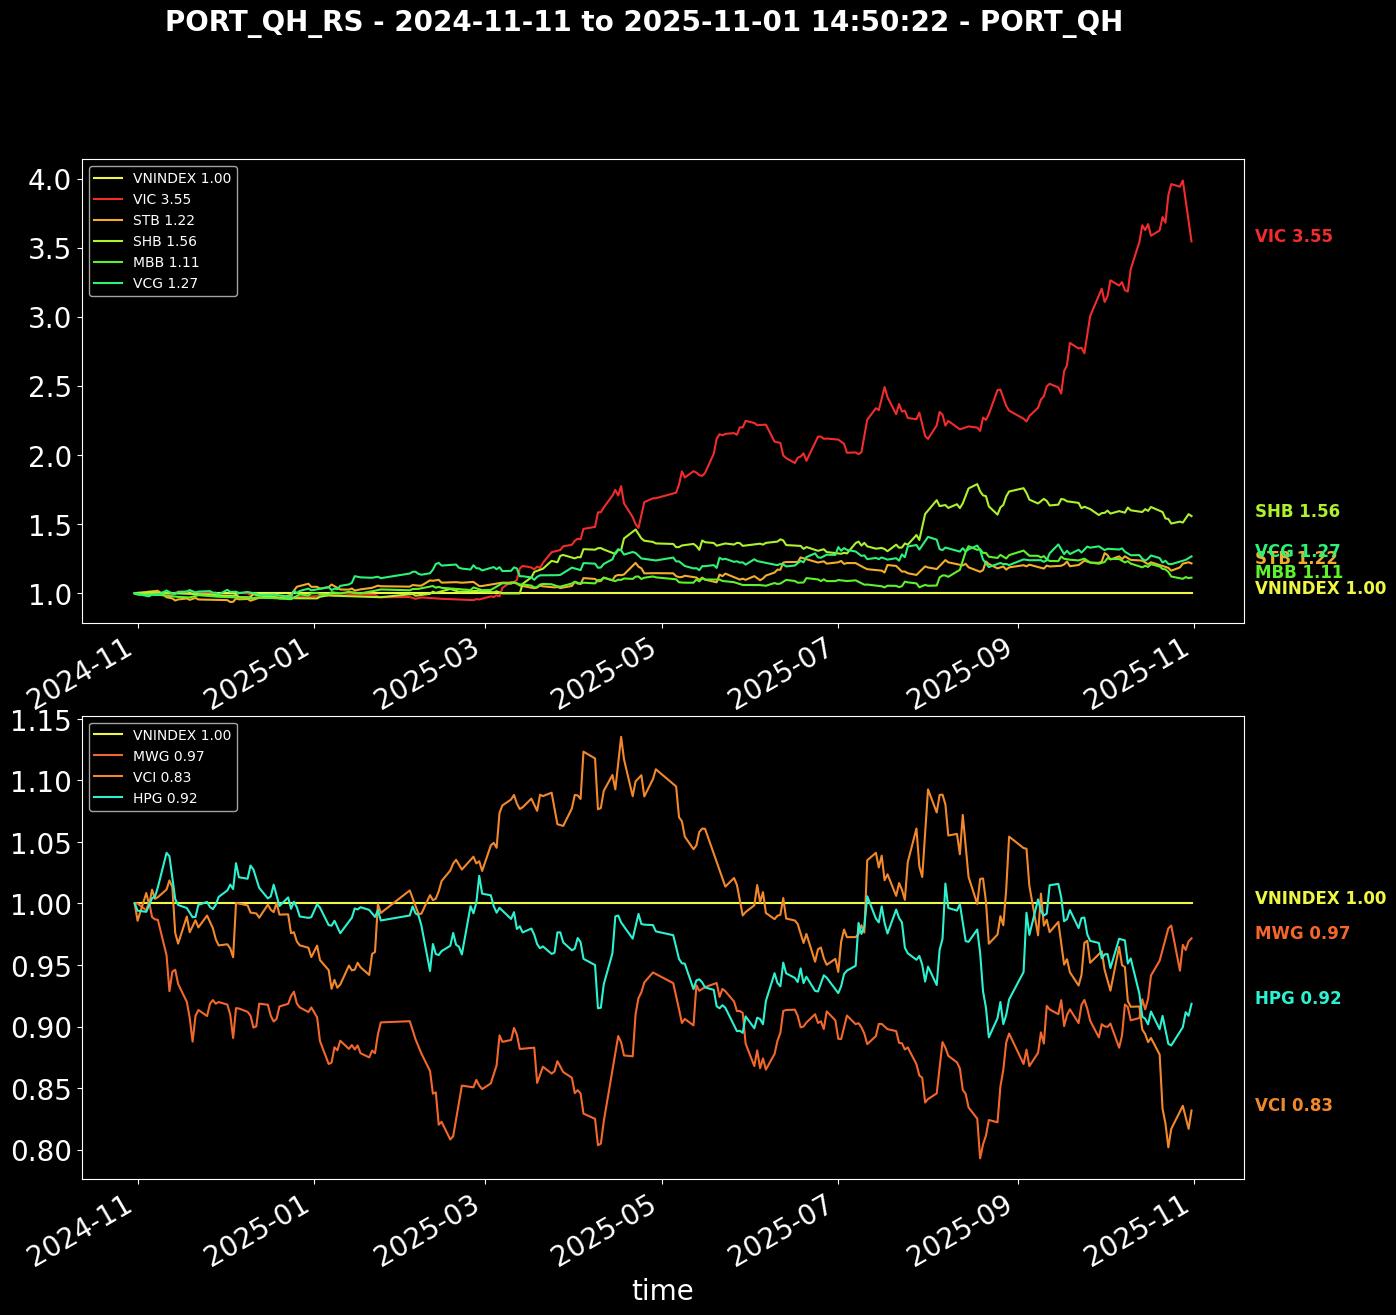 PORT_QH_RS - 2024-11-11 to 2025-11-01 14:50:22 - PORT_QH
VNINDEX 1.00
VIC 3.55
STB 1.22
SHB 1.56
MBB 1.11
VCG 1.27
4.0
3.5
3.0
2.5
2.0
1.5
1.0
VIC 3.55
SHB 1.56
VCG 1.27
STB 1.22
MBB 1.11
VNINDEX 1.00
2024-11
2025-01
2025-03
2025-05
2025-07
2025-09
2025-11
VNINDEX 1.00
MWG 0.97
VCI 0.83
HPG 0.92
1.15
1.10
1.05
1.00
0.95
0.90
0.85
0.80
VNINDEX 1.00
MWG 0.97
HPG 0.92
VCI 0.83
2024-11
2025-01
2025-03
2025-05
2025-07
2025-09
2025-11
time